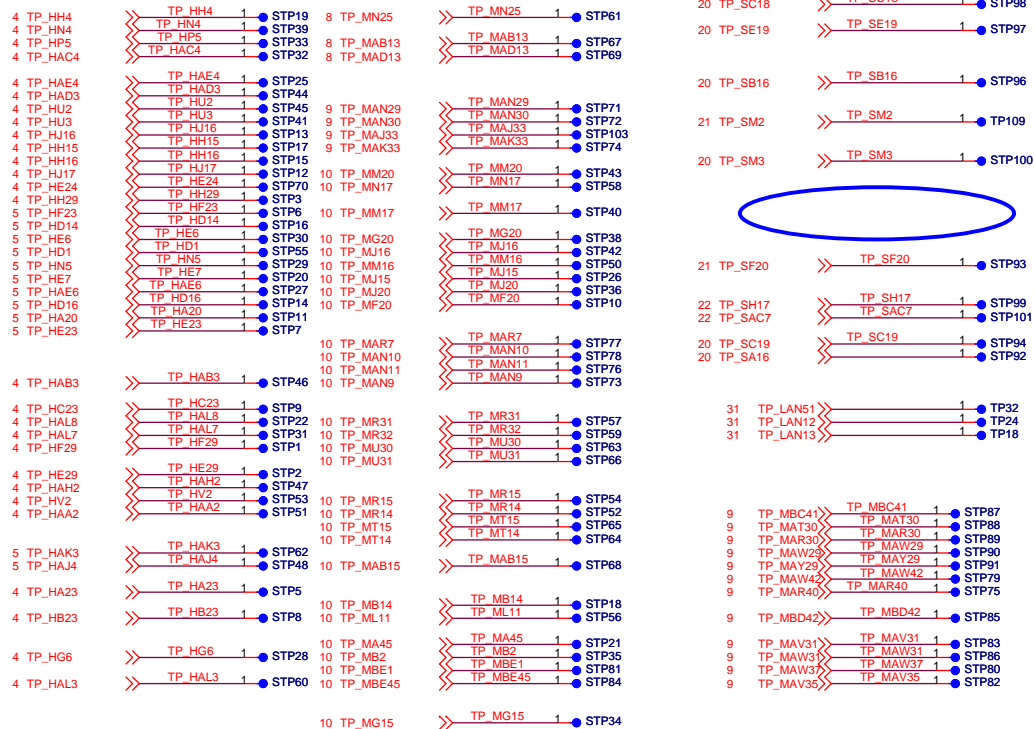 4 TP_HH4 TP_HH4 1 STP19
4 TP_HN4 TP_HN4 1 STP39
4 TP_HP5 TP_HP5 1 STP33
4 TP_HAC4 TP_HAC4 1 STP32
4 TP_HAE4 TP_HAE4 1 STP25
4 TP_HAD3 TP_HAD3 1 STP44
4 TP_HU2 TP_HU2 1 STP45
4 TP_HU3 TP_HU3 1 STP41
4 TP_HJ16 TP_HJ16 1 STP13
4 TP_HH15 TP_HH15 1 STP17
4 TP_HH16 TP_HH16 1 STP15
4 TP_HJ17 TP_HJ17 1 STP12
4 TP_HE24 TP_HE24 1 STP70
4 TP_HH29 TP_HH29 1 STP3
5 TP_HF23 TP_HF23 1 STP6
5 TP_HD14 TP_HD14 1 STP16
5 TP_HE6 TP_HE6 1 STP30
5 TP_HD1 TP_HD1 1 STP55
5 TP_HN5 TP_HN5 1 STP29
5 TP_HE7 TP_HE7 1 STP20
5 TP_HAE6 TP_HAE6 1 STP27
5 TP_HD16 TP_HD16 1 STP14
5 TP_HA20 TP_HA20 1 STP11
5 TP_HE23 TP_HE23 1 STP7
4 TP_HAB3 TP_HAB3 1 STP46
4 TP_HC23 TP_HC23 1 STP9
4 TP_HAL8 TP_HAL8 1 STP22
4 TP_HAL7 TP_HAL7 1 STP31
4 TP_HF29 TP_HF29 1 STP1
4 TP_HE29 TP_HE29 1 STP2
4 TP_HAH2 TP_HAH2 1 STP47
4 TP_HV2 TP_HV2 1 STP53
4 TP_HAA2 TP_HAA2 1 STP51
5 TP_HAK3 TP_HAK3 1 STP62
5 TP_HAJ4 TP_HAJ4 1 STP48
4 TP_HA23 TP_HA23 1 STP5
4 TP_HB23 TP_HB23 1 STP8
4 TP_HG6 TP_HG6 1 STP28
4 TP_HAL3 TP_HAL3 1 STP60
8 TP_MN25 TP_MN25 1 STP61
8 TP_MAB13 TP_MAB13 1 STP67
8 TP_MAD13 TP_MAD13 1 STP69
9 TP_MAN29 TP_MAN29 1 STP71
9 TP_MAN30 TP_MAN30 1 STP72
9 TP_MAJ33 TP_MAJ33 1 STP103
9 TP_MAK33 TP_MAK33 1 STP74
10 TP_MM20 TP_MM20 1 STP43
10 TP_MN17 TP_MN17 1 STP58
10 TP_MM17 TP_MM17 1 STP40
10 TP_MG20 TP_MG20 1 STP38
10 TP_MJ16 TP_MJ16 1 STP42
10 TP_MM16 TP_MM16 1 STP50
10 TP_MJ15 TP_MJ15 1 STP26
10 TP_MJ20 TP_MJ20 1 STP36
10 TP_MF20 TP_MF20 1 STP10
10 TP_MAR7 TP_MAR7 1 STP77
10 TP_MAN10 TP_MAN10 1 STP78
10 TP_MAN11 TP_MAN11 1 STP76
10 TP_MAN9 TP_MAN9 1 STP73
10 TP_MR31 TP_MR31 1 STP57
10 TP_MR32 TP_MR32 1 STP59
10 TP_MU30 TP_MU30 1 STP63
10 TP_MU31 TP_MU31 1 STP66
10 TP_MR15 TP_MR15 1 STP54
10 TP_MR14 TP_MR14 1 STP52
10 TP_MT15 TP_MT15 1 STP65
10 TP_MT14 TP_MT14 1 STP64
10 TP_MAB15 TP_MAB15 1 STP68
10 TP_MB14 TP_MB14 1 STP18
10 TP_ML11 TP_ML11 1 STP56
10 TP_MA45 TP_MA45 1 STP21
10 TP_MB2 TP_MB2 1 STP35
10 TP_MBE1 TP_MBE1 1 STP81
10 TP_MBE45 TP_MBE45 1 STP84
10 TP_MG15 TP_MG15 1 STP34
20 TP_SC18 TP_SC18 1 STP98
20 TP_SE19 TP_SE19 1 STP97
20 TP_SB16 TP_SB16 1 STP96
21 TP_SM2 TP_SM2 1 TP109
20 TP_SM3 TP_SM3 1 STP100
21 TP_SF20 TP_SF20 1 STP93
22 TP_SH17 TP_SH17 1 STP99
22 TP_SAC7 TP_SAC7 1 STP101
20 TP_SC19 TP_SC19 1 STP94
20 TP_SA16 1 STP92
31 TP_LAN51 1 TP32
31 TP_LAN12 1 TP24
31 TP_LAN13 1 TP18
9 TP_MBC41 TP_MBC41 1 STP87
9 TP_MAT30 TP_MAT30 1 STP88
9 TP_MAR30 TP_MAR30 1 STP89
9 TP_MAW29 TP_MAW29 1 STP90
9 TP_MAY29 TP_MAY29 1 STP91
9 TP_MAW42 TP_MAW42 1 STP79
9 TP_MAR40 TP_MAR40 1 STP75
9 TP_MBD42 TP_MBD42 1 STP85
9 TP_MAV31 TP_MAV31 1 STP83
9 TP_MAW31 TP_MAW31 1 STP86
9 TP_MAW37 TP_MAW37 1 STP80
9 TP_MAV35 TP_MAV35 1 STP82